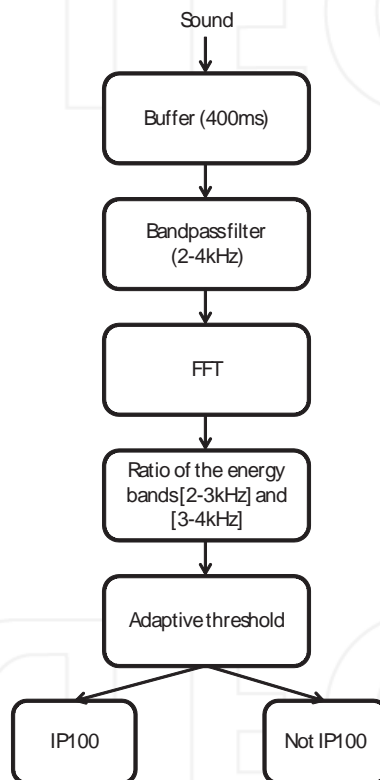 Sound
Buffer (400ms)
Bandpassfilter
(2-4kHz)
FFT
Ratio of the energy
bands[2-3kHz] and
[3-4kHz]
Adaptive threshold
IP100
Not IP100